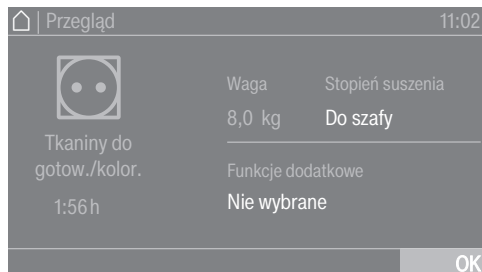 Przegląd 11:02
Waga Stopień suszenia
8,0 kg Do szafy
Tkaniny do
gotow./kolor.
Funkcje dodatkowe
1:56 h Nie wybrane
OK